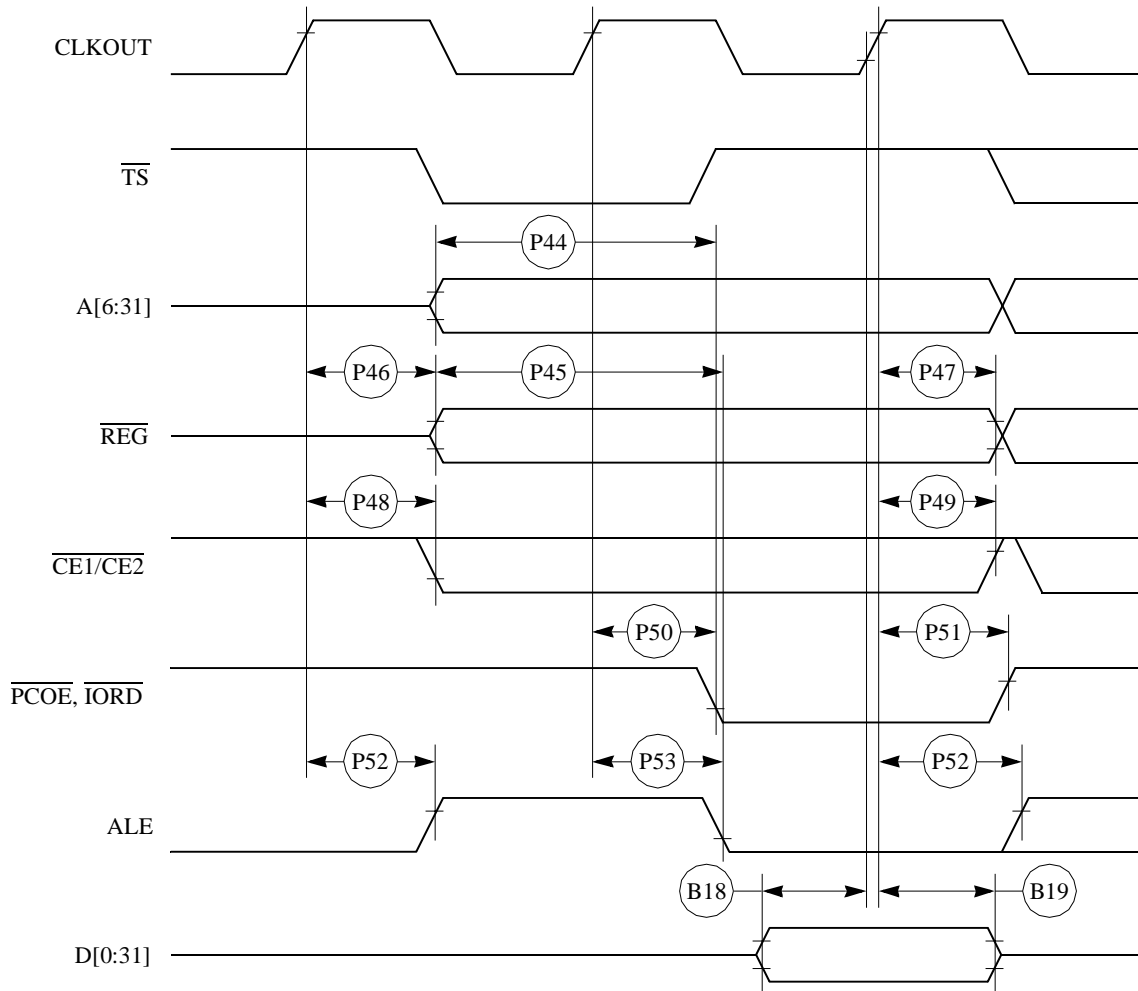 CLKOUT
TS
P44
A[6:31]
P46 P45 P47
REG
P48 P49
CE1/CE2
P50 P51
PCOE, IORD
P52 P53 P52
ALE
B18 B19
D[0:31]